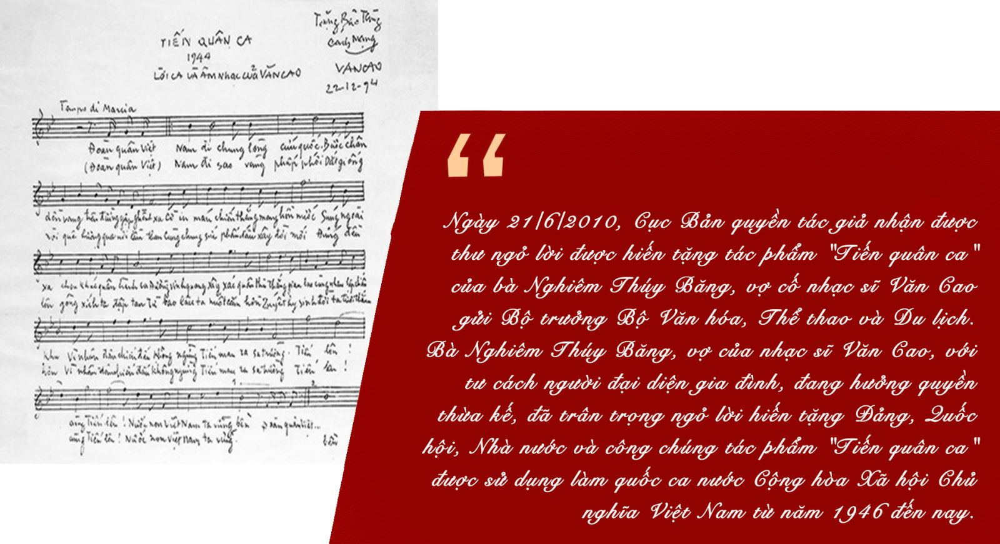 TIẾN QUÂN CA
1944
LỜI CA VÀ ÂM NHẠC CỦA VĂN CAO
Tặng Bảo Tàng
Cách Mạng
VANCAO
22-12-94
Tempo di Marcia
Đoàn quân Việt Nam đi chung lòng cứu quốc. Bước chân
(Đoàn quân Việt) Nam đi sao vàng phấp phới Dắt giống
dồn vang trên đường gập ghềnh xa Cờ in máu chiến thắng mang hồn nước Súng ngoài
nòi quê hương qua nơi lầm than Cùng chung sức phấn đấu xây đời mới Đứng đều
xa chen khúc quân hành ca Đường vinh quang xây xác quân thù Thắng gian lao cùng nhau lập chiến
lên gông xích ta đập tan Từ bao lâu ta nuốt căm hờn Quyết hy sinh đời ta tươi thắm
khu Vì nhân dân chiến đấu không ngừng Tiến mau ra sa trường. Tiến lên !
hơn Vì nhân dân chiến đấu không ngừng Tiến mau ra sa trường Tiến lên !
cùng Tiến lên ! Nước non Việt Nam ta vững bền Đoàn quân Việt...
cùng Tiến lên ! Nước non Việt Nam ta vững bền
“
Ngày 21/6/2010, Cục Bản quyền tác giả nhận được
thư ngỏ lời được hiến tặng tác phẩm "Tiến quân ca"
của bà Nghiêm Thúy Băng, vợ cố nhạc sĩ Văn Cao
gửi Bộ trưởng Bộ Văn hóa, Thể thao và Du lịch.
Bà Nghiêm Thúy Băng, vợ của nhạc sĩ Văn Cao, với
tư cách người đại diện gia đình, đang hưởng quyền
thừa kế, đã trân trọng ngỏ lời hiến tặng Đảng, Quốc
hội, Nhà nước và công chúng tác phẩm "Tiến quân ca"
được sử dụng làm quốc ca nước Cộng hòa Xã hội Chủ
nghĩa Việt Nam từ năm 1946 đến nay.